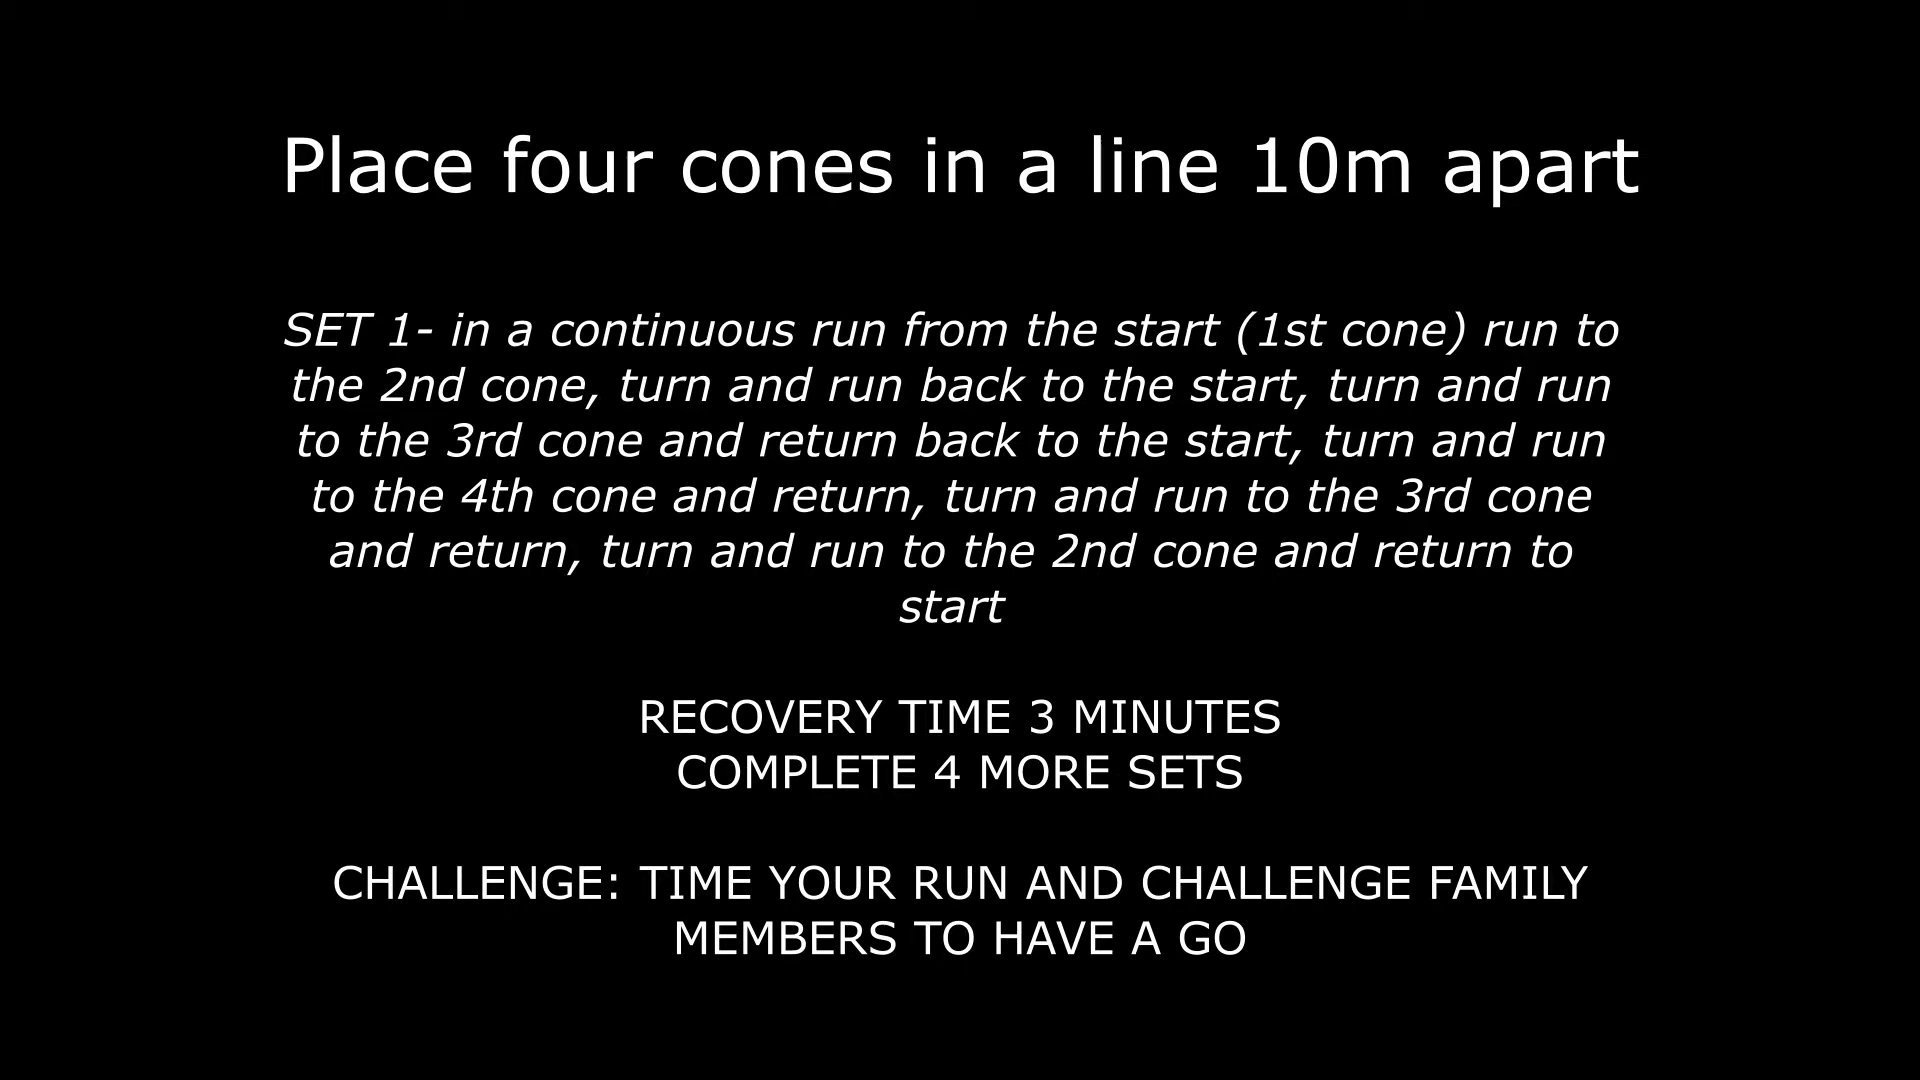 Place four cones in a line 10m apart
SET 1- in a continuous run from the start (1st cone) run to
the 2nd cone, turn and run back to the start, turn and run
to the 3rd cone and return back to the start, turn and run
to the 4th cone and return, turn and run to the 3rd cone
and return, turn and run to the 2nd cone and return to
start
RECOVERY TIME 3 MINUTES
COMPLETE 4 MORE SETS
CHALLENGE: TIME YOUR RUN AND CHALLENGE FAMILY
MEMBERS TO HAVE A GO